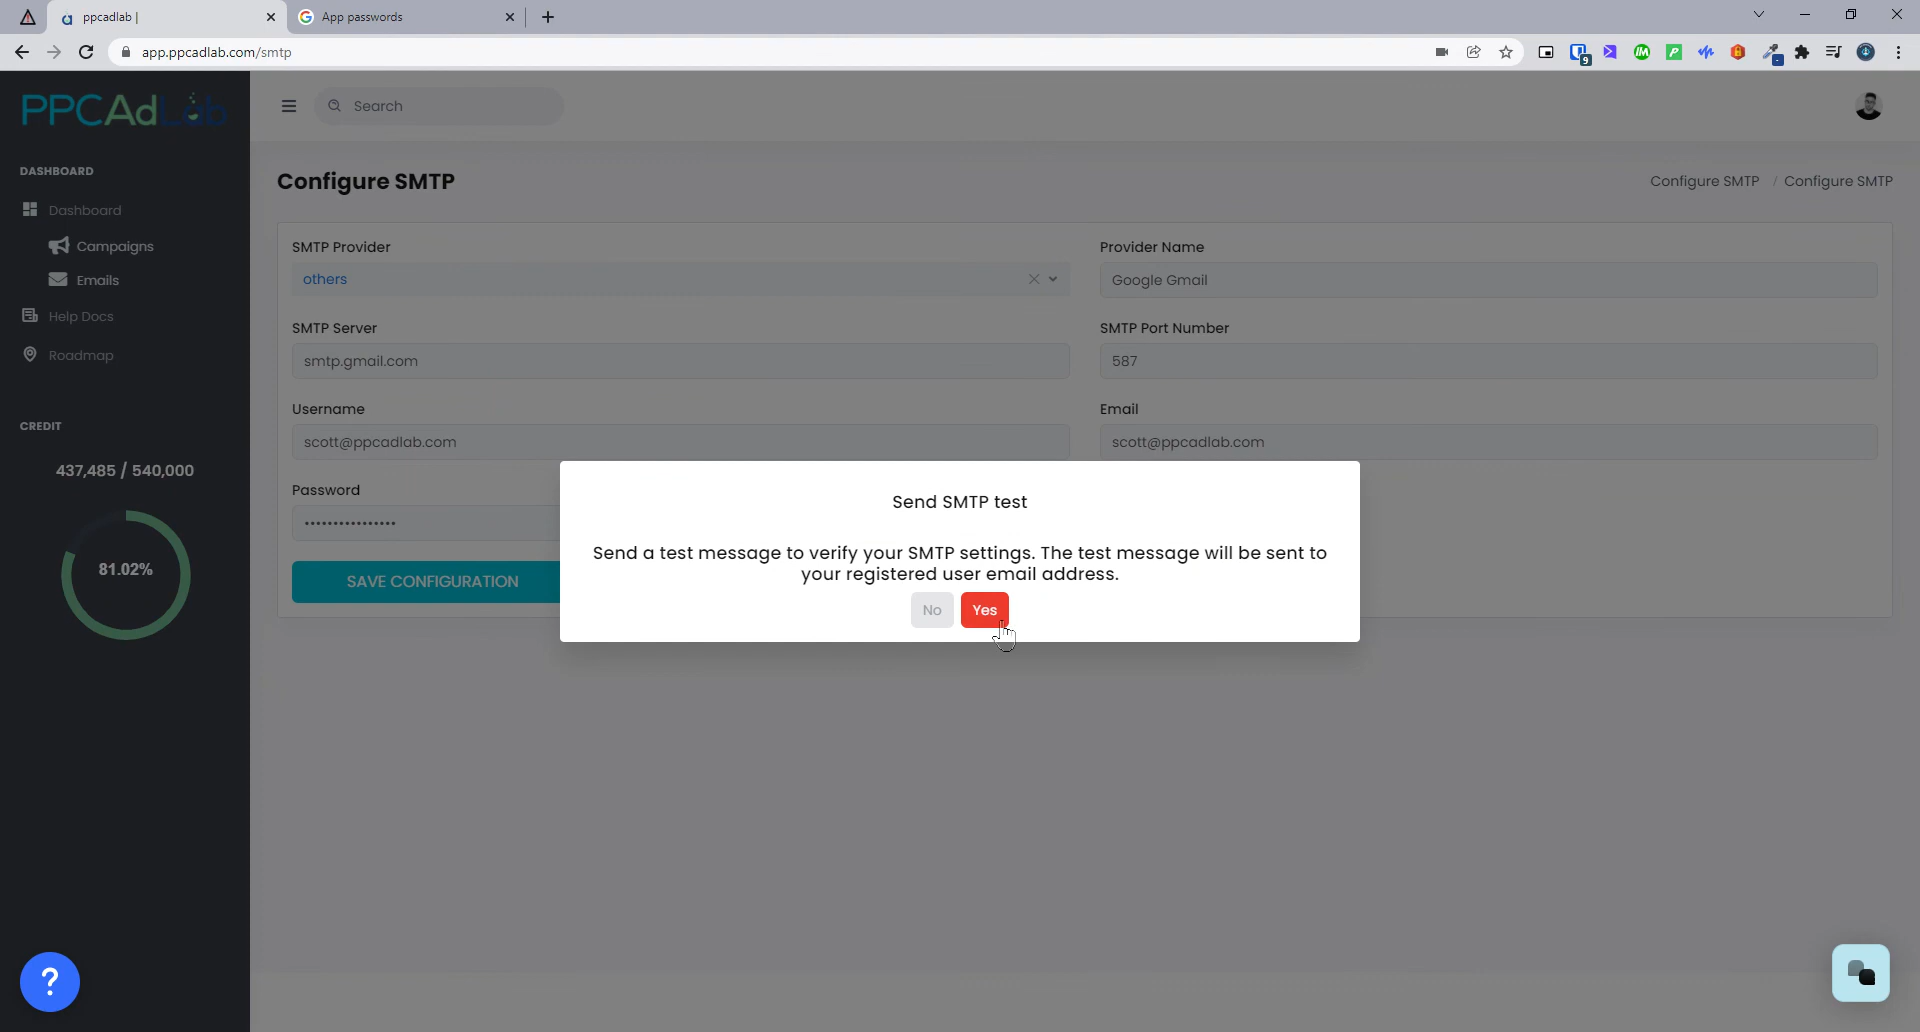 ppcadlab |
App passwords
app.ppcadlab.com/smtp
9
PPCAdLab
Search
DASHBOARD
Dashboard
Campaigns
Emails
Help Docs
Roadmap
CREDIT
437,485 / 540,000
81.02%
Configure SMTP
Configure SMTP / Configure SMTP
SMTP Provider
others
Provider Name
Google Gmail
SMTP Server
smtp.gmail.com
SMTP Port Number
587
Username
scott@ppcadlab.com
Email
scott@ppcadlab.com
Password
••••••••••••••••
SAVE CONFIGURATION
Send SMTP test
Send a test message to verify your SMTP settings. The test message will be sent to
your registered user email address.
No
Yes
?